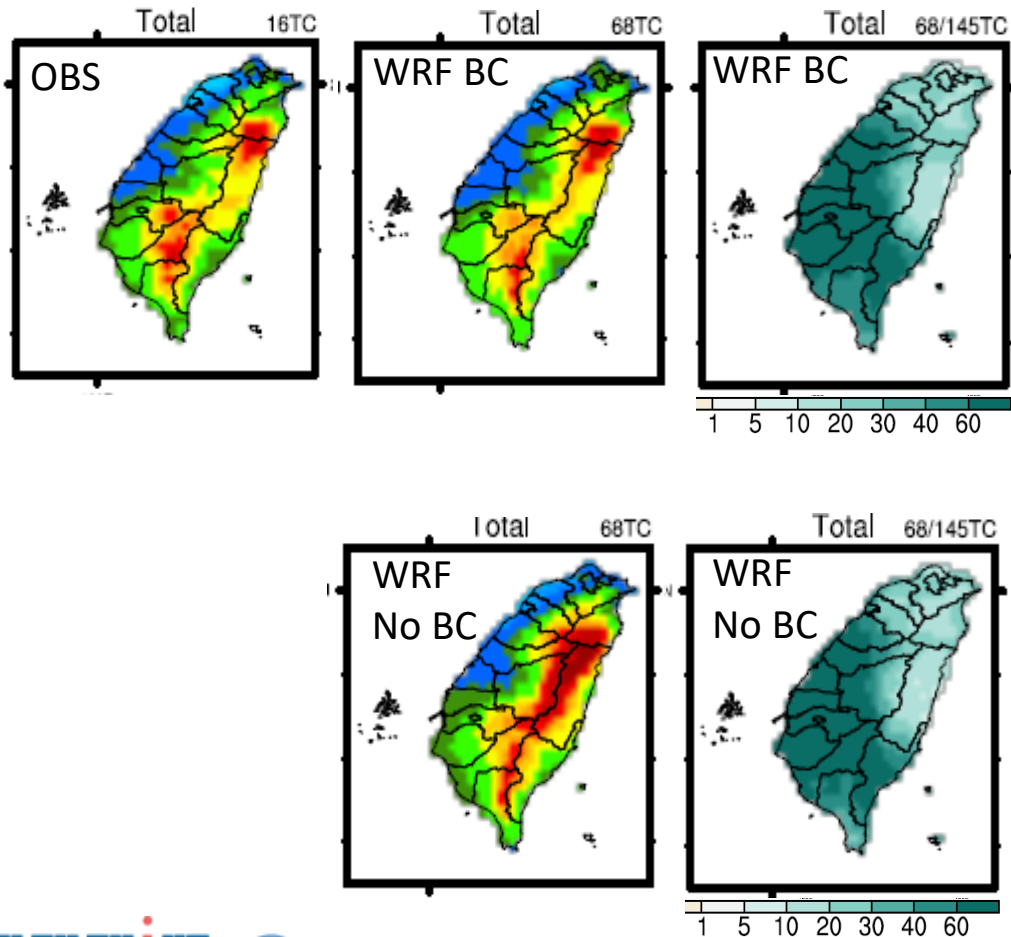 Total 16TC
OBS
Total 68TC
WRF BC
Total 68/145TC
WRF BC
1 5 10 20 30 40 60
Total 68TC
WRF
No BC
Total 68/145TC
WRF
No BC
1 5 10 20 30 40 60